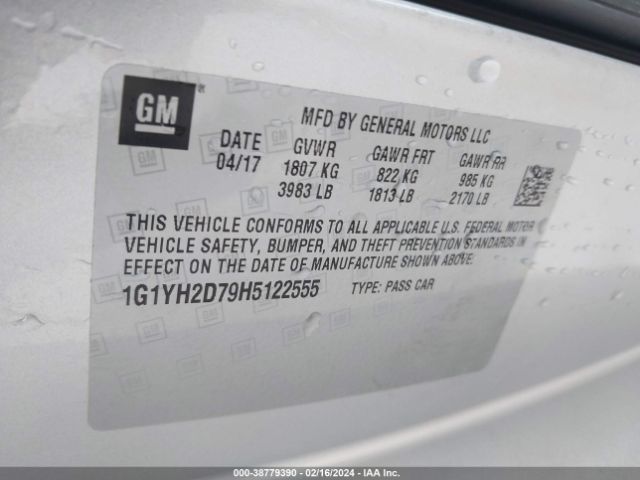 GM ®
MFD BY GENERAL MOTORS LLC
DATE GVWR GAWR FRT GAWR RR
04/17 1807 KG 822 KG 985 KG
3983 LB 1813 LB 2170 LB
THIS VEHICLE CONFORMS TO ALL APPLICABLE U.S. FEDERAL MOTOR
VEHICLE SAFETY, BUMPER, AND THEFT PREVENTION STANDARDS IN
EFFECT ON THE DATE OF MANUFACTURE SHOWN ABOVE.
1G1YH2D79H5122555 TYPE: PASS CAR
000-38779390 - 02/16/2024 - IAA Inc.